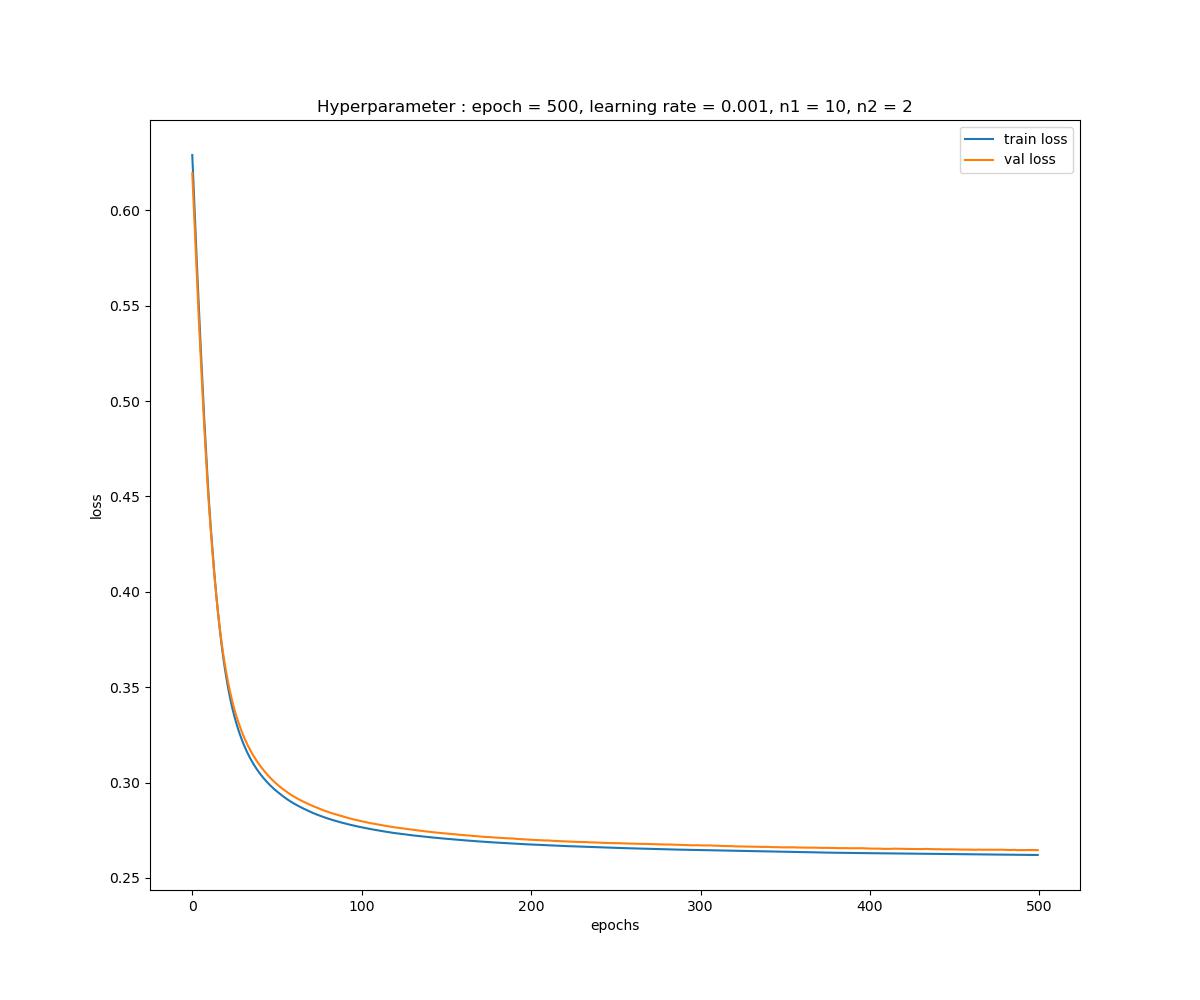 Hyperparameter : epoch = 500, learning rate = 0.001, n1 = 10, n2 = 2
train loss
val loss
0.60
0.55
0.50
0.45
0.40
0.35
0.30
0.25
loss
0 100 200 300 400 500
epochs